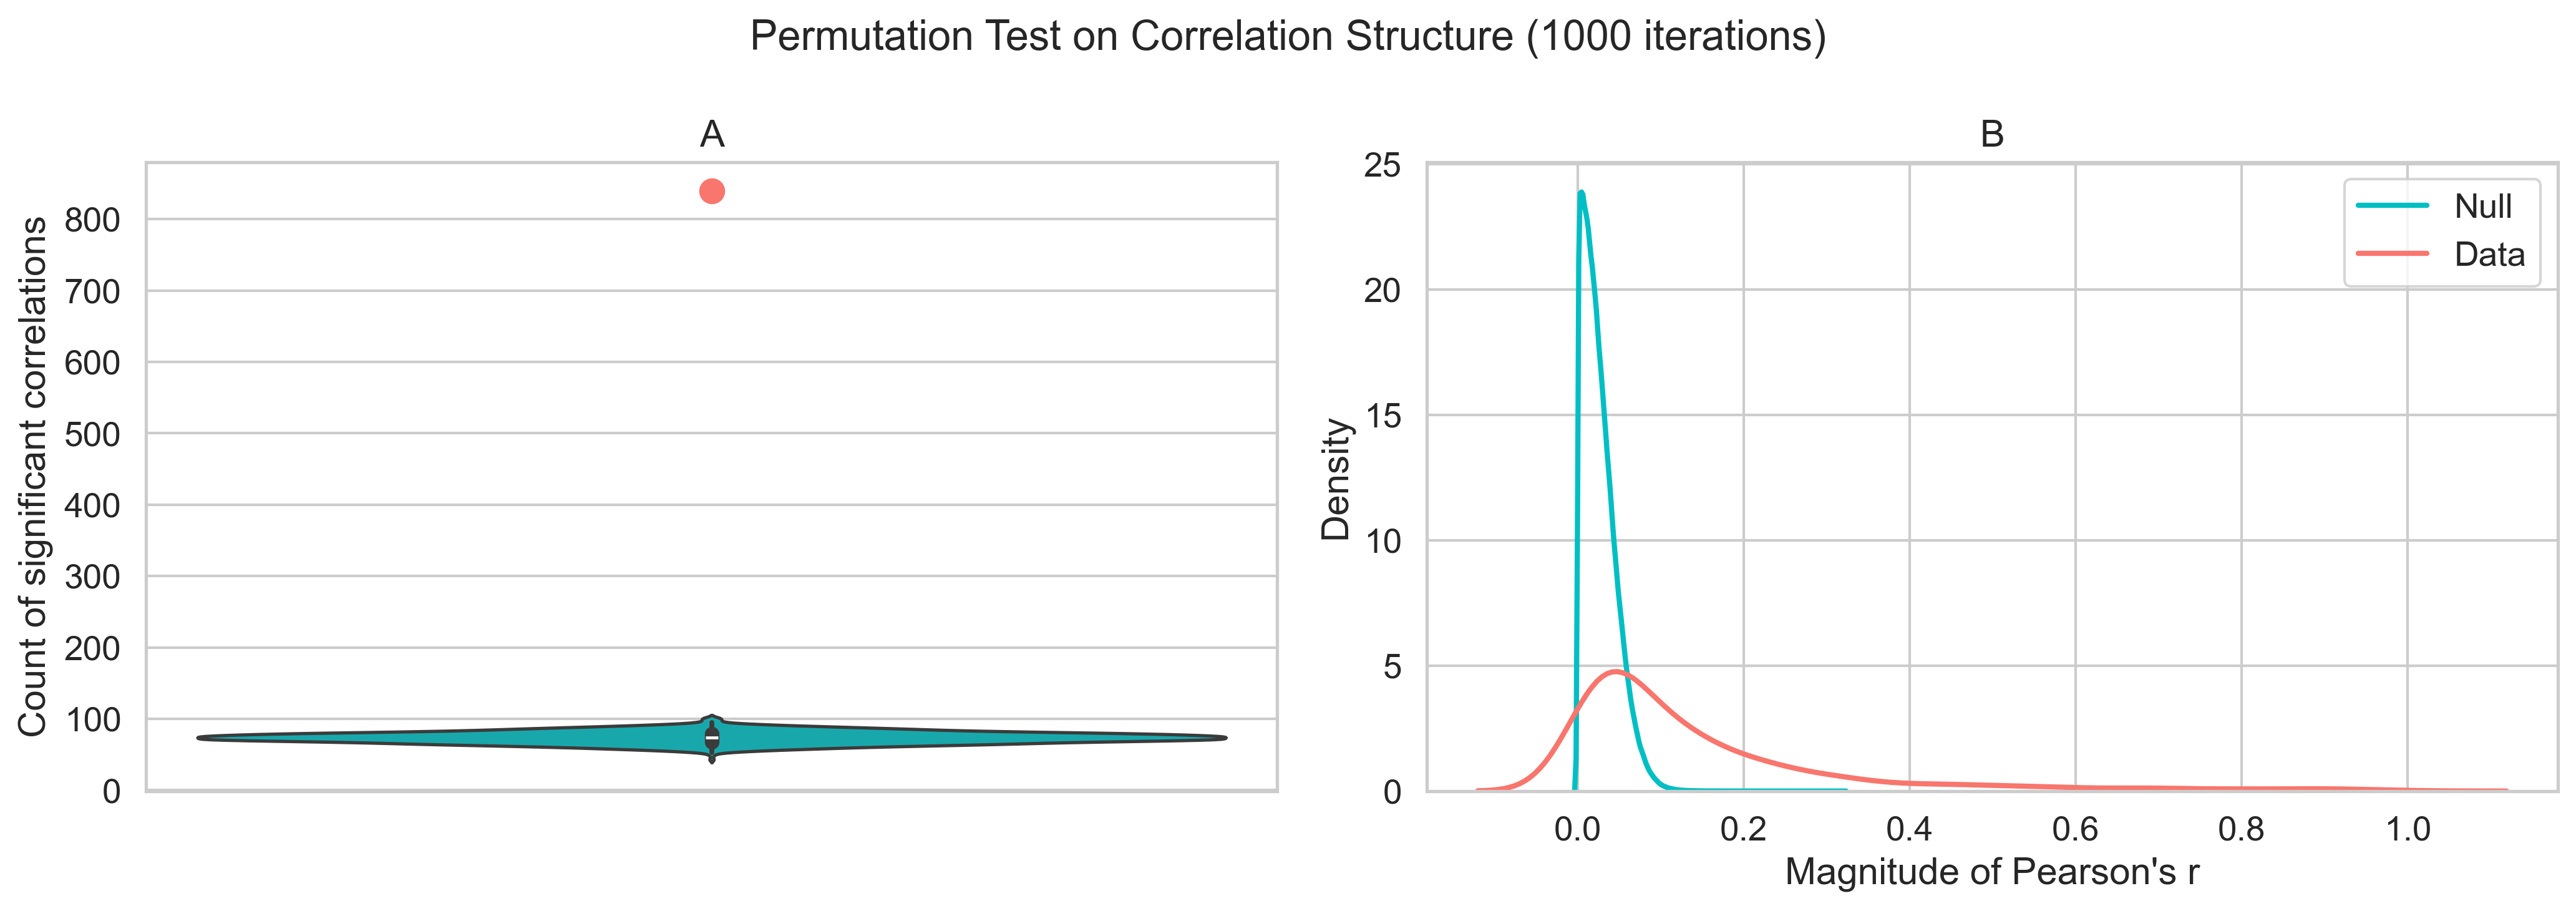 Permutation Test on Correlation Structure (1000 iterations)
A
Count of significant correlations
800
700
600
500
400
300
200
100
0
B
Density
25
20
15
10
5
0
Null
Data
0.0 0.2 0.4 0.6 0.8 1.0
Magnitude of Pearson's r